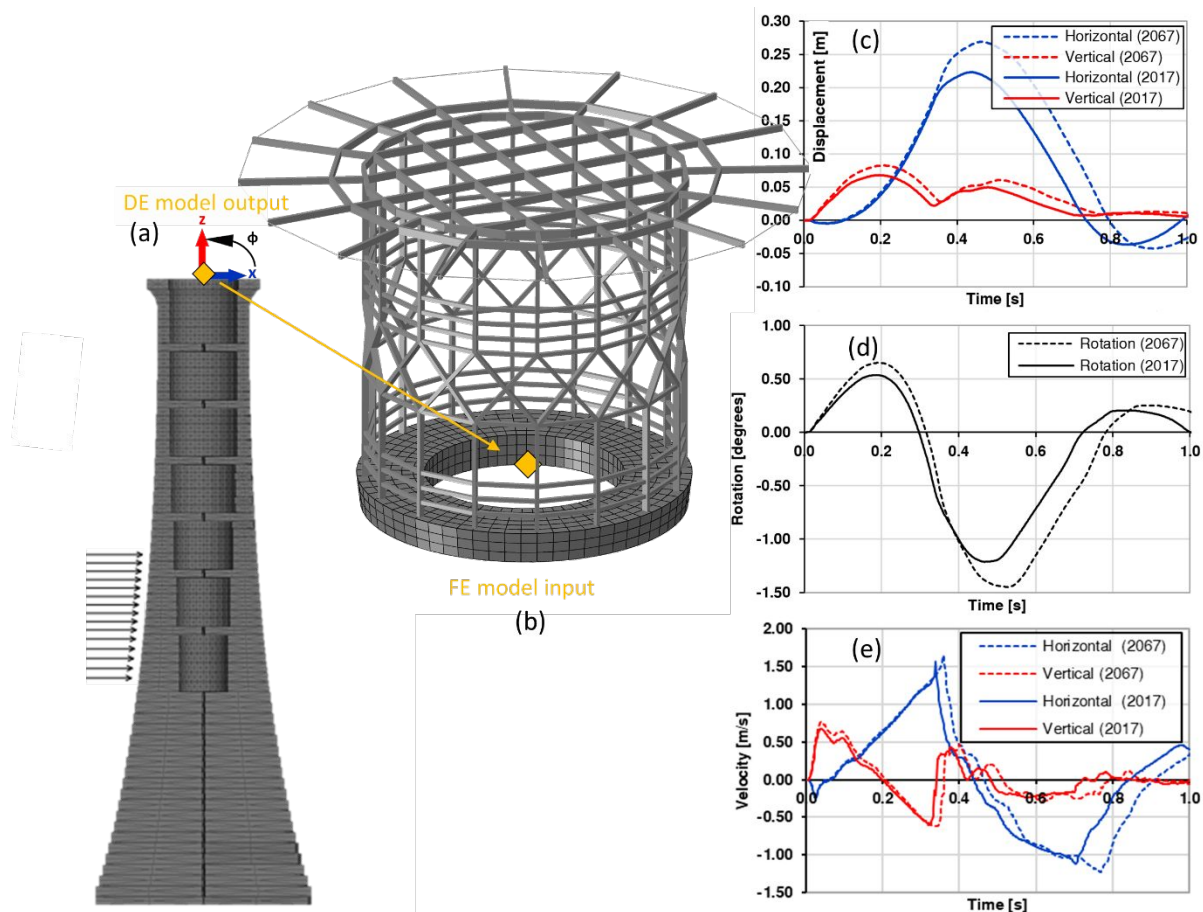 DE model output
(a)
z
ϕ
x
FE model input
(b)
(c)
Horizontal (2067)
Vertical (2067)
Horizontal (2017)
Vertical (2017)
Displacement [m]
0.30
0.25
0.20
0.15
0.10
0.05
0.00
-0.05
-0.10
0.0
0.2
0.4
0.6
0.8
1.0
Time [s]
(d)
Rotation (2067)
Rotation (2017)
Rotation [degrees]
1.00
0.50
0.00
-0.50
-1.00
-1.50
0.0
0.2
0.4
0.6
0.8
1.0
Time [s]
(e)
Horizontal (2067)
Vertical (2067)
Horizontal (2017)
Vertical (2017)
Velocity [m/s]
2.00
1.50
1.00
0.50
0.00
-0.50
-1.00
-1.50
0.0
0.2
0.4
0.6
0.8
1.0
Time [s]